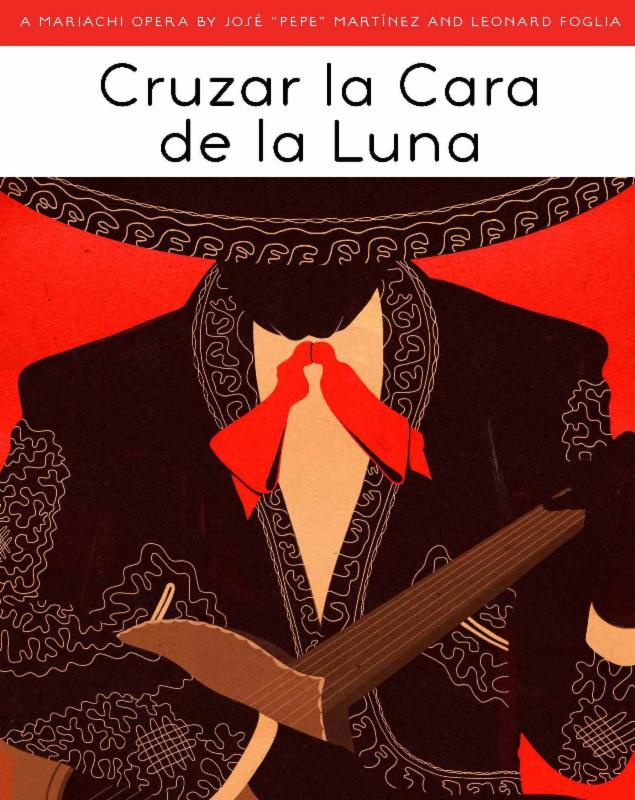 A MARIACHI OPERA BY JOSÉ "PEPE" MARTÍNEZ AND LEONARD FOGLIA
Cruzar la Cara
de la Luna